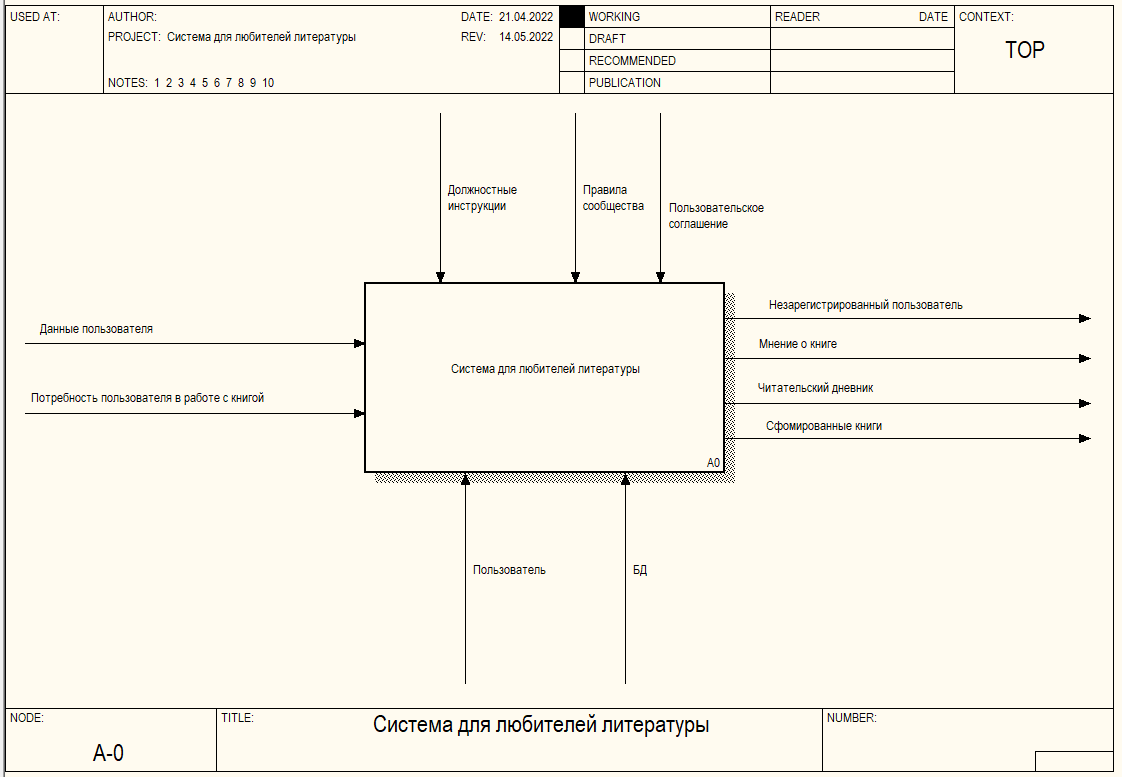 USED AT:
AUTHOR:
DATE: 21.04.2022
PROJECT: Система для любителей литературы
REV: 14.05.2022
NOTES: 1 2 3 4 5 6 7 8 9 10
WORKING
DRAFT
RECOMMENDED
PUBLICATION
READER
DATE
CONTEXT:
TOP
Должностные
инструкции
Правила
сообщества
Пользовательское
соглашение
Данные пользователя
Потребность пользователя в работе с книгой
Система для любителей литературы
A0
Незарегистрированный пользователь
Мнение о книге
Читательский дневник
Сфомированные книги
Пользователь
БД
NODE:
A-0
TITLE:
Система для любителей литературы
NUMBER: